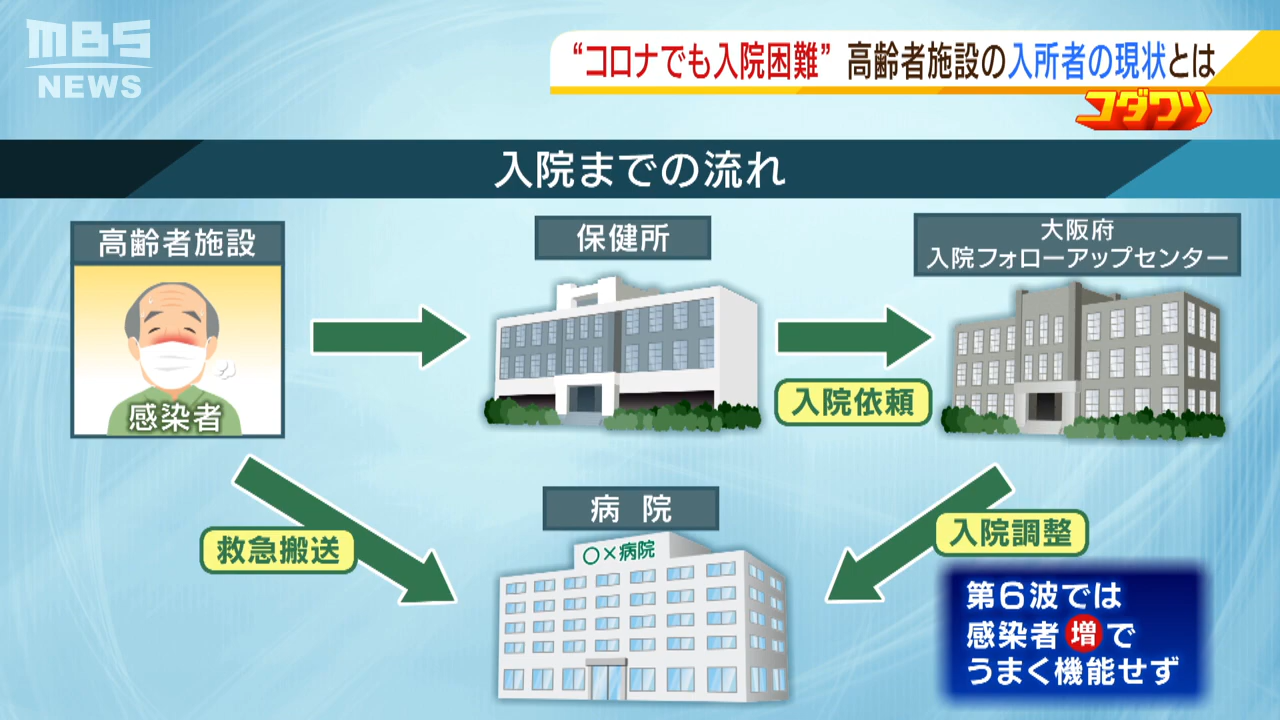 MBS
NEWS
“コロナでも入院困難” 高齢者施設の入所者の現状とは
コダワリ
入院までの流れ
高齢者施設
感染者
保健所
大阪府
入院フォローアップセンター
入院依頼
救急搬送
病院
○×病院
入院調整
第6波では
感染者増で
うまく機能せず